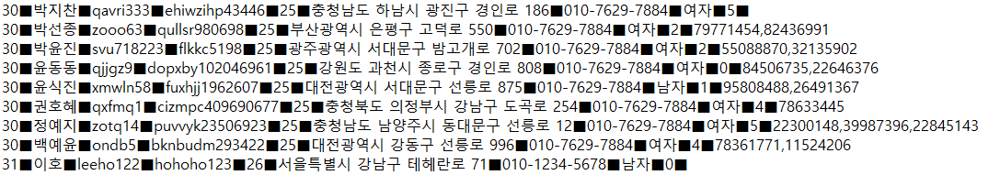 30■박지찬■qavri333■ehiwzihp43446■25■충청남도 하남시 광진구 경인로 186■010-7629-7884■여자■5■
30■박선종■zooo63■qullsr980698■25■부산광역시 은평구 고덕로 550■010-7629-7884■여자■2■79771454,82436991
30■박윤진■svu718223■flkkc5198■25■광주광역시 서대문구 밤고개로 702■010-7629-7884■여자■2■55088870,32135902
30■윤동동■qjjgz9■dopxby102046961■25■강원도 과천시 종로구 경인로 808■010-7629-7884■여자■0■84506735,22646376
30■윤식진■xmwln58■fuxhjj1962607■25■대전광역시 서대문구 선릉로 875■010-7629-7884■남자■1■95808488,26491367
30■권호혜■qxfmq1■cizmpc409690677■25■충청북도 의정부시 강남구 도곡로 254■010-7629-7884■여자■4■78633445
30■정예지■zotq14■puvvyk23506923■25■충청남도 남양주시 동대문구 선릉로 12■010-7629-7884■여자■5■22300148,39987396,22845143
30■백예윤■ondb5■bknbudm293422■25■대전광역시 강동구 선릉로 996■010-7629-7884■여자■4■78361771,11524206
31■이호■leeho122■hohoho123■26■서울특별시 강남구 테헤란로 71■010-1234-5678■남자■0■